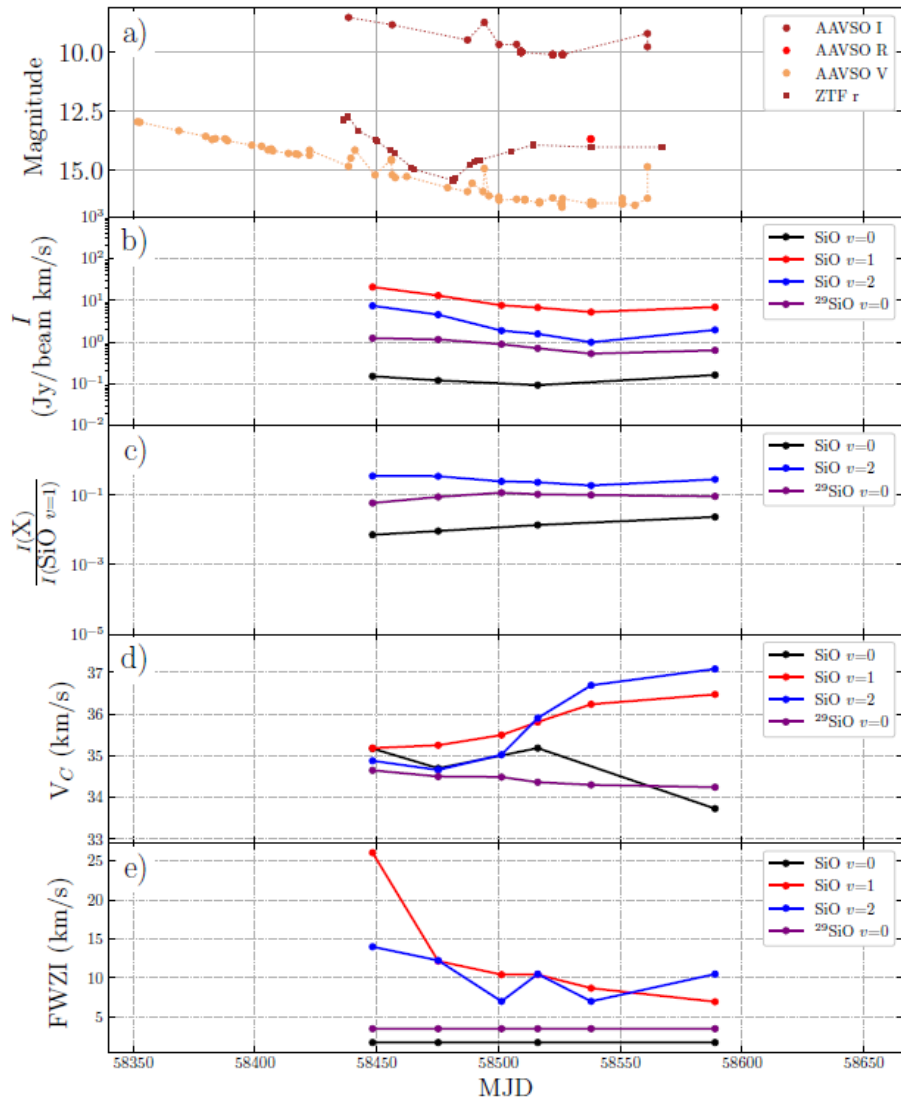 a)
Magnitude
10.0
12.5
15.0
AAVSO I
AAVSO R
AAVSO V
ZTF r
b)
I
(Jy/beam km/s)
10³
10²
10¹
10⁰
10⁻¹
10⁻²
SiO v=0
SiO v=1
SiO v=2
²⁹SiO v=0
c)
I(X)
I(SiO v=1)
10⁻¹
10⁻³
10⁻⁵
SiO v=0
SiO v=2
²⁹SiO v=0
d)
V_C (km/s)
37
36
35
34
33
SiO v=0
SiO v=1
SiO v=2
²⁹SiO v=0
e)
FWZI (km/s)
25
20
15
10
5
SiO v=0
SiO v=1
SiO v=2
²⁹SiO v=0
58350 58400 58450 58500 58550 58600 58650
MJD